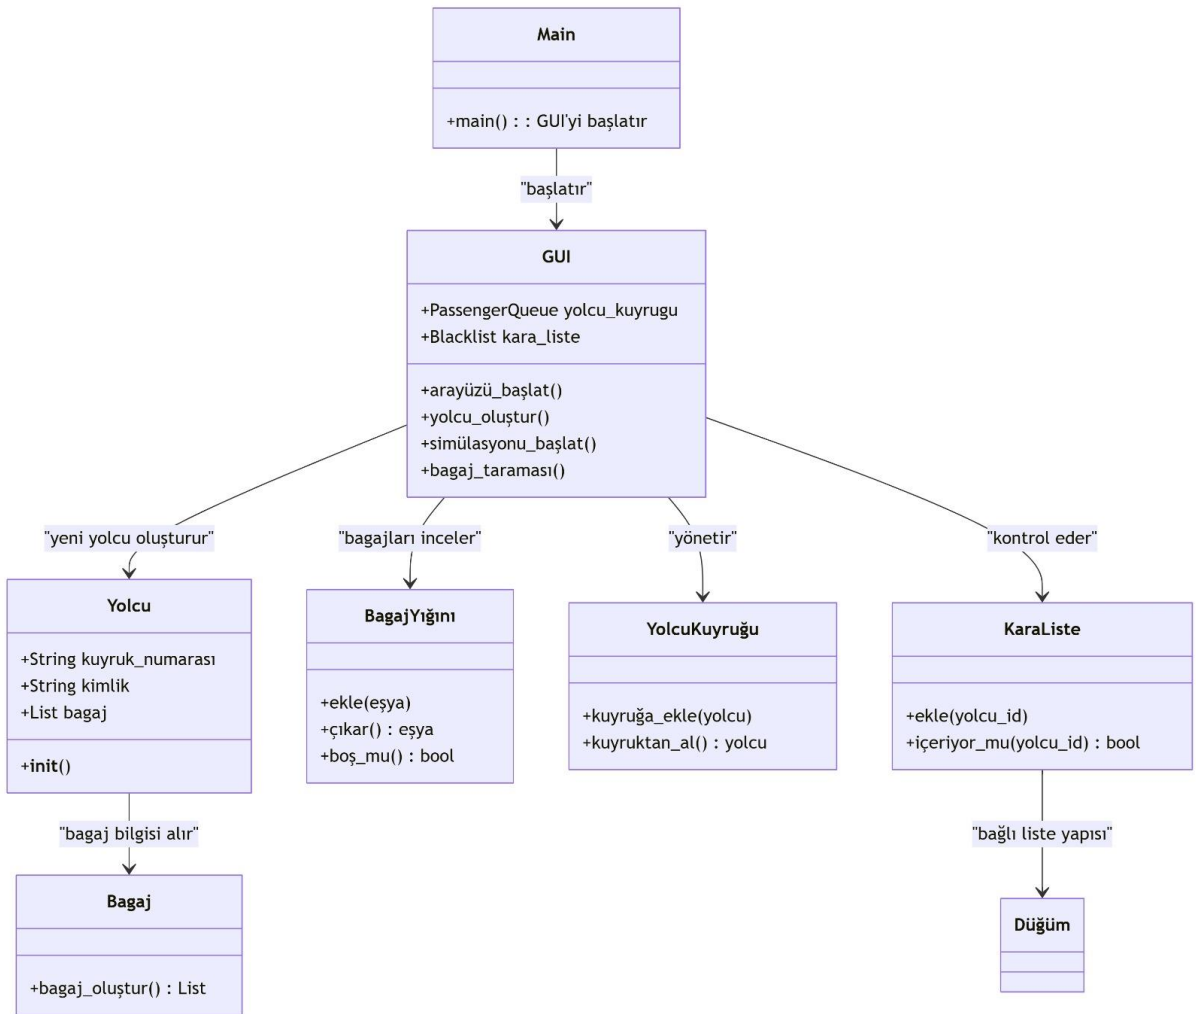 Main
+main() : : GUI'yi başlatır
"başlatır"
GUI
+PassengerQueue yolcu_kuyrugu
+Blacklist kara_liste
+arayüzü_başlat()
+yolcu_oluştur()
+simülasyonu_başlat()
+bagaj_taraması()
"yeni yolcu oluşturur"
"bagajları inceler"
"yönetir"
"kontrol eder"
Yolcu
+String kuyruk_numarası
+String kimlik
+List bagaj
+init()
BagajYığını
+ekle(eşya)
+çıkar() : eşya
+boş_mu() : bool
YolcuKuyruğu
+kuyruğa_ekle(yolcu)
+kuyruktan_al() : yolcu
KaraListe
+ekle(yolcu_id)
+içeriyor_mu(yolcu_id) : bool
"bagaj bilgisi alır"
"bağlı liste yapısı"
Bagaj
+bagaj_oluştur() : List
Düğüm